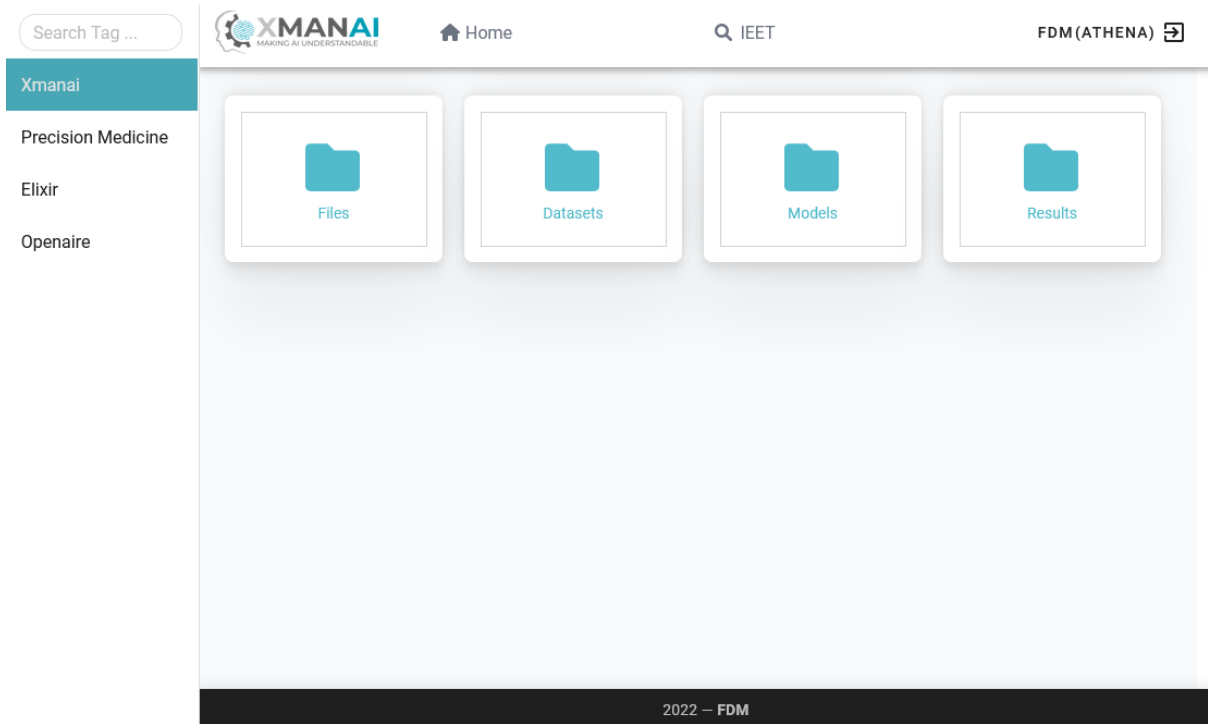 Search Tag ...
Xmanai
Precision Medicine
Elixir
Openaire
XMANAI
MAKING AI UNDERSTANDABLE
Home
IEET
FDM(ATHENA)
Files
Datasets
Models
Results
2022 — FDM